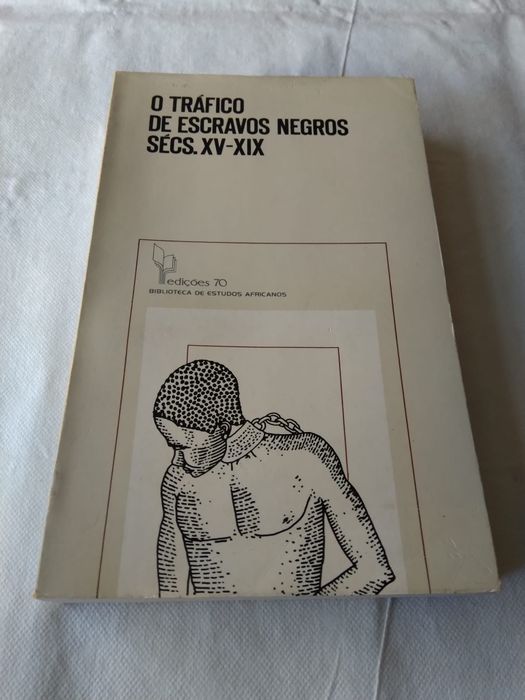 O TRÁFICO
DE ESCRAVOS NEGROS
SÉCS. XV-XIX
edições 70
BIBLIOTECA DE ESTUDOS AFRICANOS